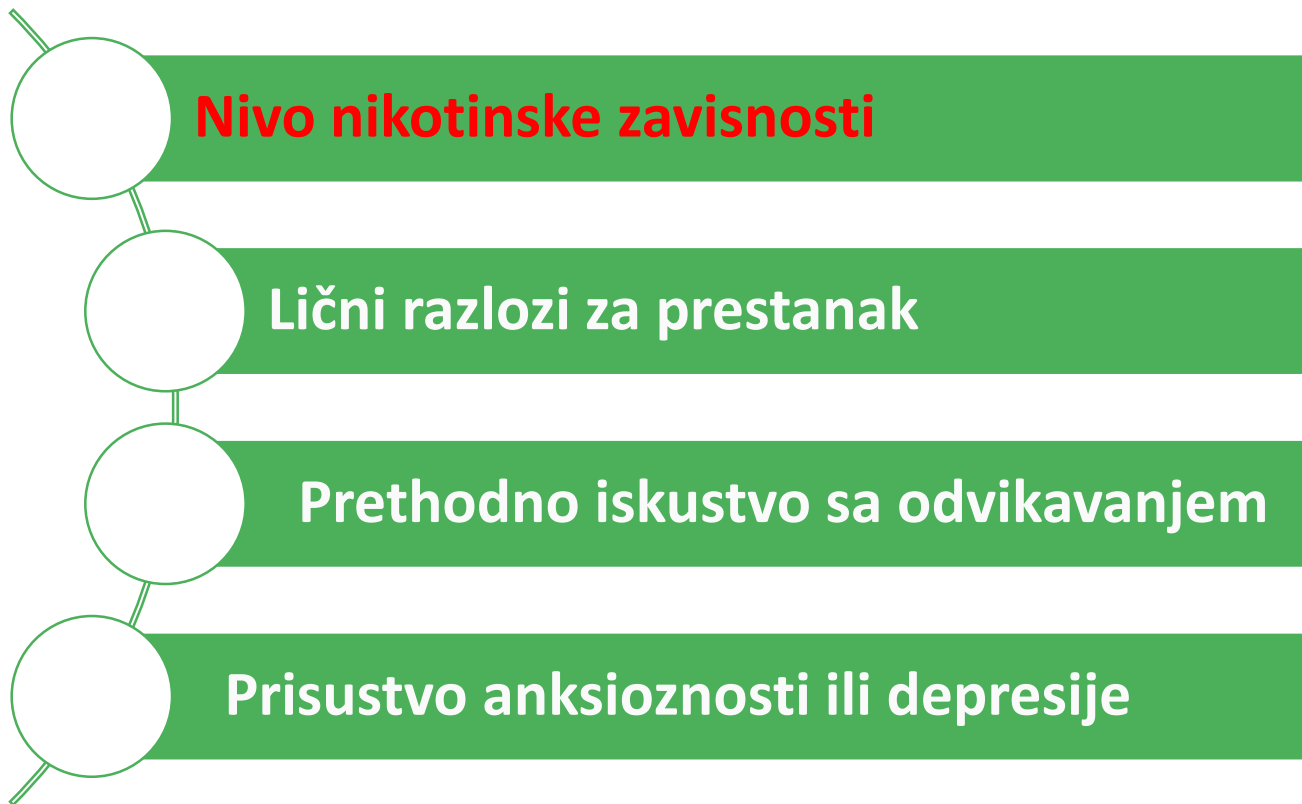 Nivo nikotinske zavisnosti
Lični razlozi za prestanak
Prethodno iskustvo sa odvikavanjem
Prisustvo anksioznosti ili depresije